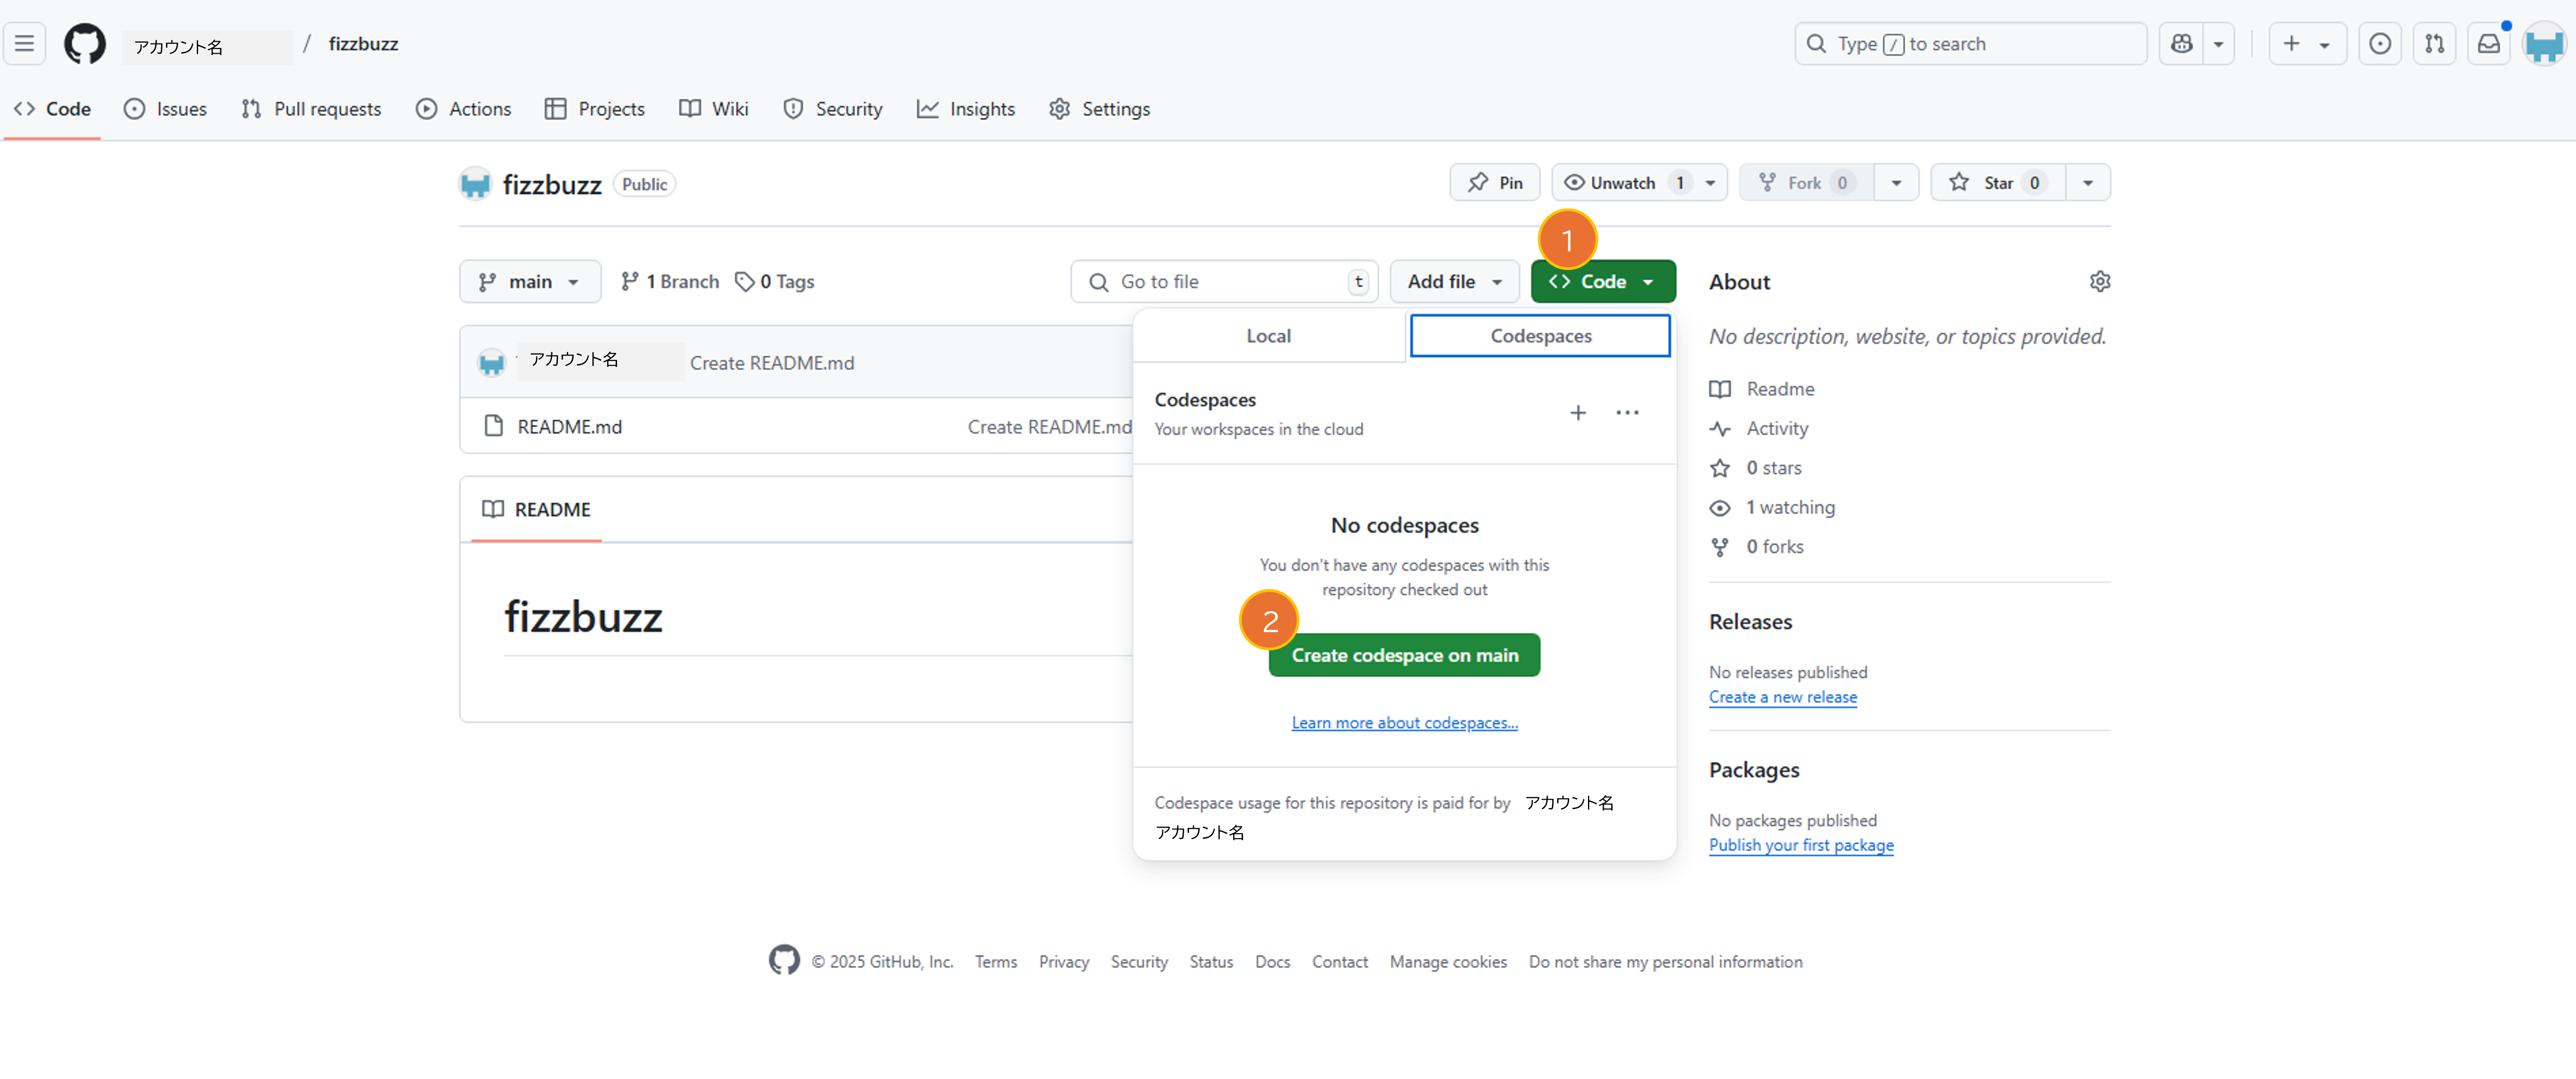 アカウント名 / fizzbuzz Type / to search
Code Issues Pull requests Actions Projects Wiki Security Insights Settings
fizzbuzz Public Pin Unwatch 1 Fork 0 Star 0
1
main 1 Branch 0 Tags Go to file t Add file Code
Local Codespaces
アカウント名 Create README.md
README.md Create README.md
Codespaces
Your workspaces in the cloud
README
fizzbuzz
No codespaces
You don't have any codespaces with this
repository checked out
2
Create codespace on main
Learn more about codespaces...
Codespace usage for this repository is paid for by アカウント名
アカウント名
About
No description, website, or topics provided.
Readme
Activity
0 stars
1 watching
0 forks
Releases
No releases published
Create a new release
Packages
No packages published
Publish your first package
© 2025 GitHub, Inc. Terms Privacy Security Status Docs Contact Manage cookies Do not share my personal information